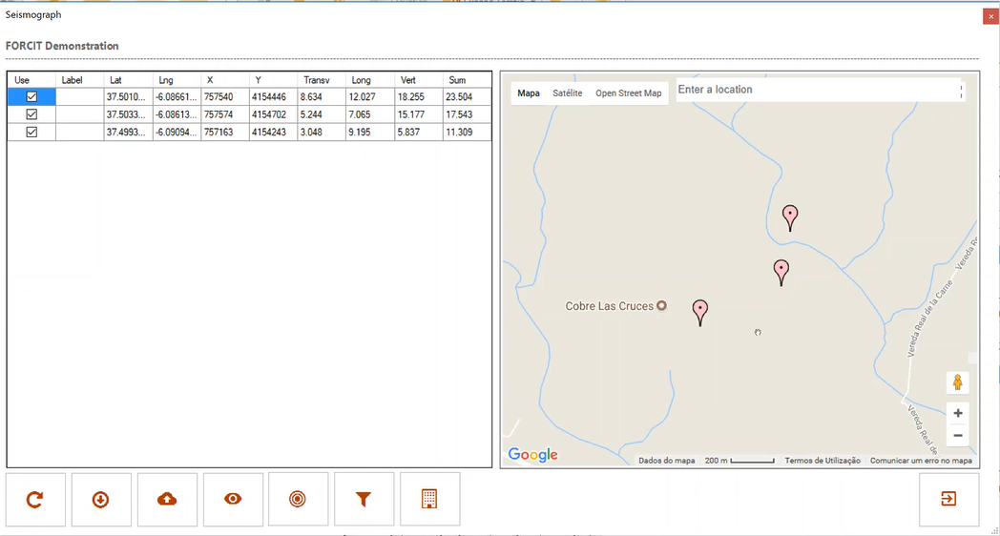 Seismograph
FORCIT Demonstration
Use Label Lat Lng X Y Transv Long Vert Sum
37.5010... -6.08661... 757540 4154446 8.634 12.027 18.255 23.504
37.5033... -6.08613... 757574 4154702 5.244 7.065 15.177 17.543
37.4993... -6.09094... 757163 4154243 3.048 9.195 5.837 11.309
Mapa Satélite Open Street Map Enter a location
Cobre Las Cruces
Vereda Re
Vereda Real de la Carne
Vereda Real de
Google Dados do mapa 200 m Termos de Utilização Comunicar um erro no mapa